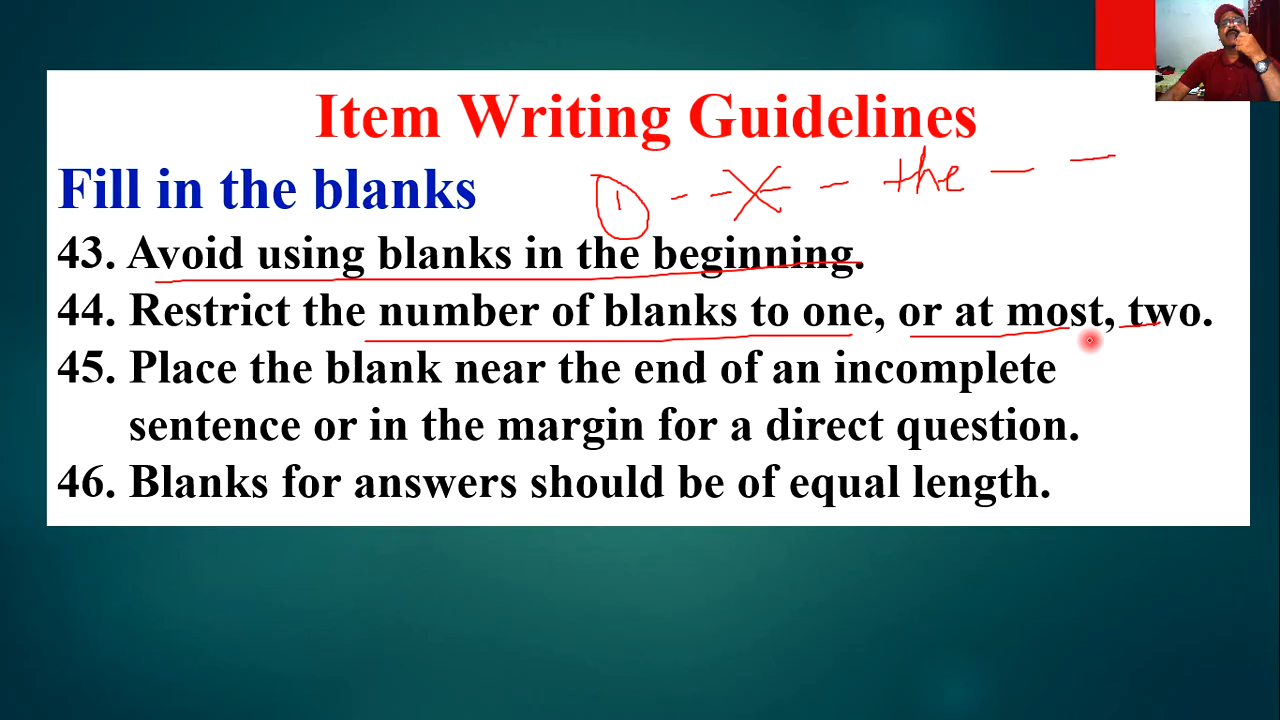 Item Writing Guidelines
Fill in the blanks
1 - - X - - the - -
43. Avoid using blanks in the beginning.
44. Restrict the number of blanks to one, or at most, two.
45. Place the blank near the end of an incomplete
sentence or in the margin for a direct question.
46. Blanks for answers should be of equal length.